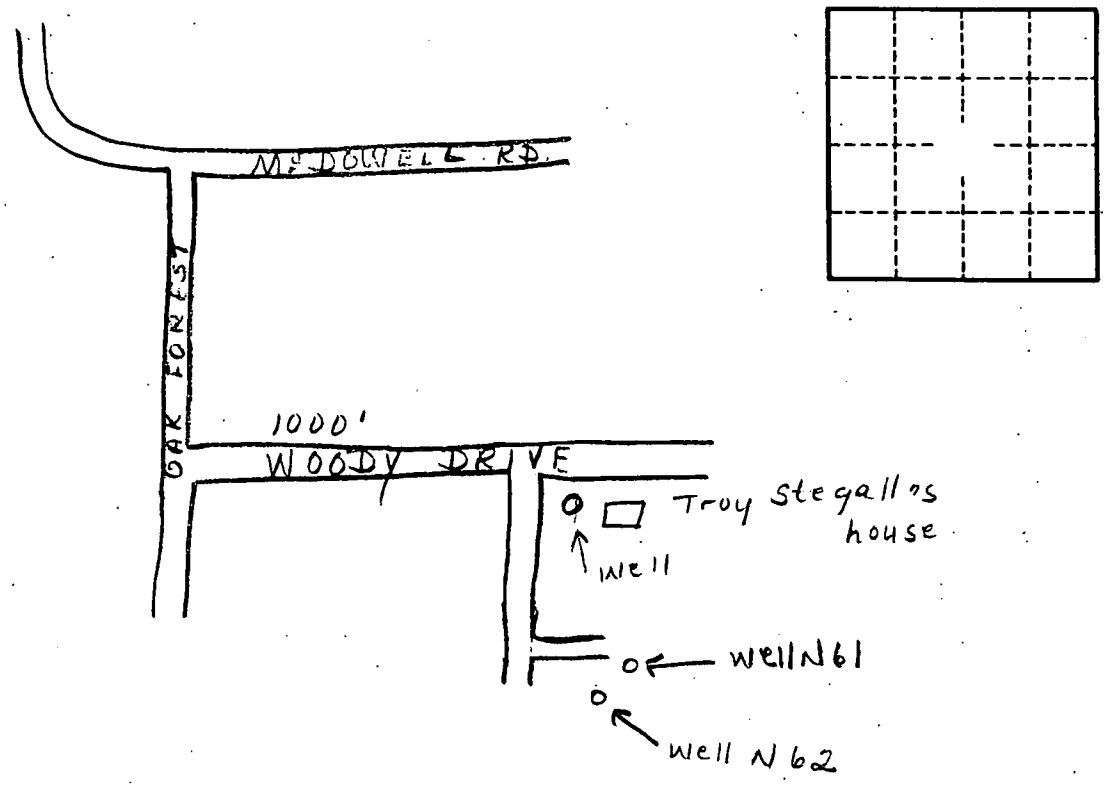 McDOWELL RD.
OAK FOREST
1000'
WOODY DRIVE
Troy Stegall's
house
well
well N61
well N62